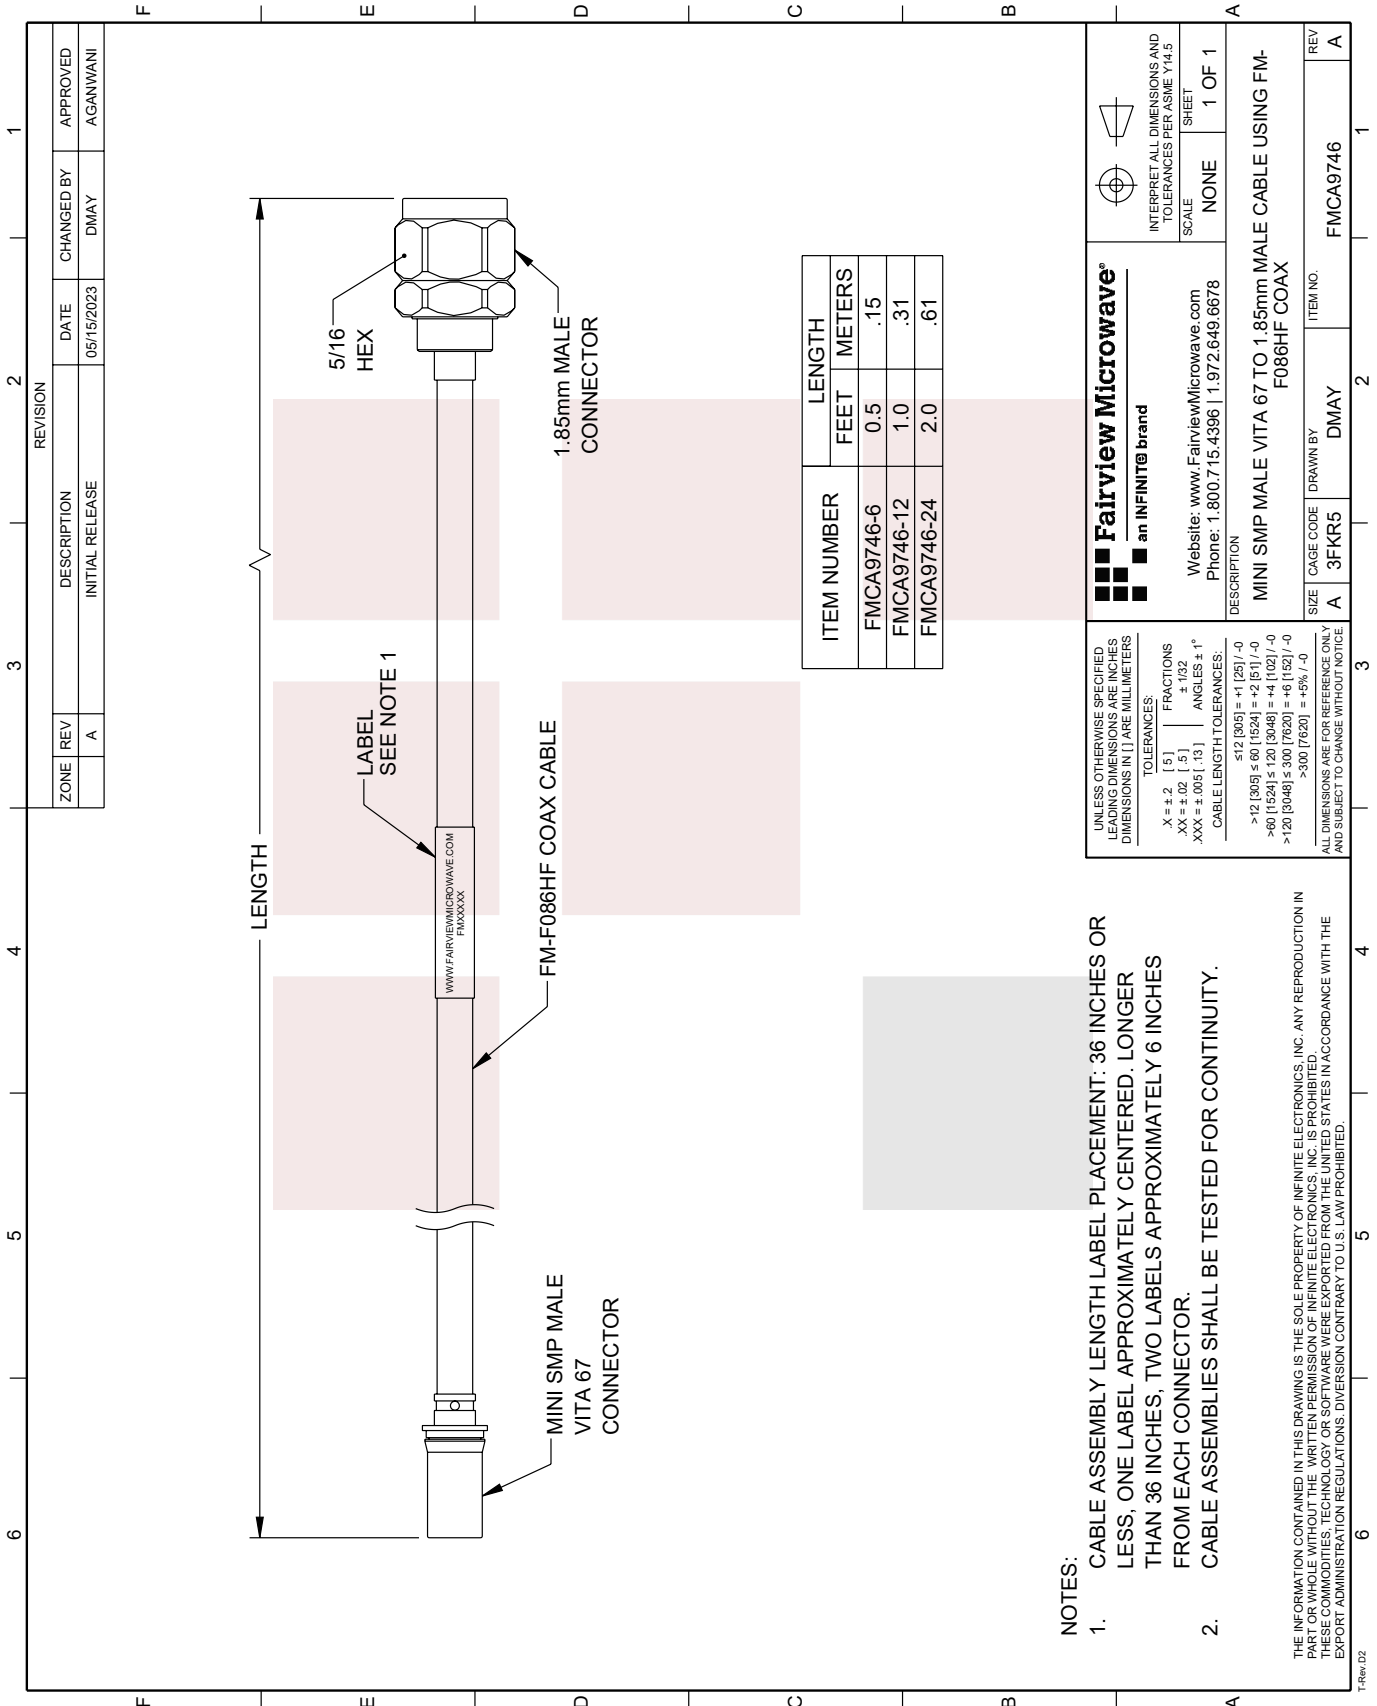 REVISION
ZONE REV DESCRIPTION DATE CHANGED BY APPROVED
A INITIAL RELEASE 05/15/2023 DMAY AGANWANI
6 5 4 3 2 1
F
E
D
C
B
A
LENGTH
5/16
HEX
1.85mm MALE
CONNECTOR
LABEL
SEE NOTE 1
WWW.FAIRVIEWMICROWAVE.COM
FMXXXXX
FM-F086HF COAX CABLE
MINI SMP MALE
VITA 67
CONNECTOR
ITEM NUMBER LENGTH
FEET METERS
FMCA9746-6 0.5 .15
FMCA9746-12 1.0 .31
FMCA9746-24 2.0 .61
NOTES:
1. CABLE ASSEMBLY LENGTH LABEL PLACEMENT: 36 INCHES OR
LESS, ONE LABEL APPROXIMATELY CENTERED. LONGER
THAN 36 INCHES, TWO LABELS APPROXIMATELY 6 INCHES
FROM EACH CONNECTOR.
2. CABLE ASSEMBLIES SHALL BE TESTED FOR CONTINUITY.
THE INFORMATION CONTAINED IN THIS DRAWING IS THE SOLE PROPERTY OF INFINITE ELECTRONICS, INC. ANY REPRODUCTION IN
PART OR WHOLE WITHOUT THE WRITTEN PERMISSION OF INFINITE ELECTRONICS, INC. IS PROHIBITED.
THESE COMMODITIES, TECHNOLOGY OR SOFTWARE WERE EXPORTED FROM THE UNITED STATES IN ACCORDANCE WITH THE
EXPORT ADMINISTRATION REGULATIONS. DIVERSION CONTRARY TO U.S. LAW PROHIBITED.
UNLESS OTHERWISE SPECIFIED
LEADING DIMENSIONS ARE INCHES
DIMENSIONS IN [ ] ARE MILLIMETERS
TOLERANCES:
.X = ± .2 [ 5 ] FRACTIONS
.XX = ± .02 [ .5 ] ± 1/32
.XXX = ± .005 [ .13 ] ANGLES ± 1°
CABLE LENGTH TOLERANCES:
≤12 [305] = +1 [25] / -0
>12 [305] ≤ 60 [1524] = +2 [51] / -0
>60 [1524] ≤ 120 [3048] = +4 [102] / -0
>120 [3048] ≤ 300 [7620] = +6 [152] / -0
>300 [7620] = +5% / -0
ALL DIMENSIONS ARE FOR REFERENCE ONLY
AND SUBJECT TO CHANGE WITHOUT NOTICE.
Fairview Microwave®
an INFINITE brand
Website: www.FairviewMicrowave.com
Phone: 1.800.715.4396 | 1.972.649.6678
INTERPRET ALL DIMENSIONS AND
TOLERANCES PER ASME Y14.5
SCALE NONE
SHEET 1 OF 1
DESCRIPTION
MINI SMP MALE VITA 67 TO 1.85mm MALE CABLE USING FM-
F086HF COAX
SIZE A
CAGE CODE 3FKR5
DRAWN BY DMAY
ITEM NO. FMCA9746
REV A
6 5 4 3 2 1
F
E
D
C
B
A
T-Rev.D2